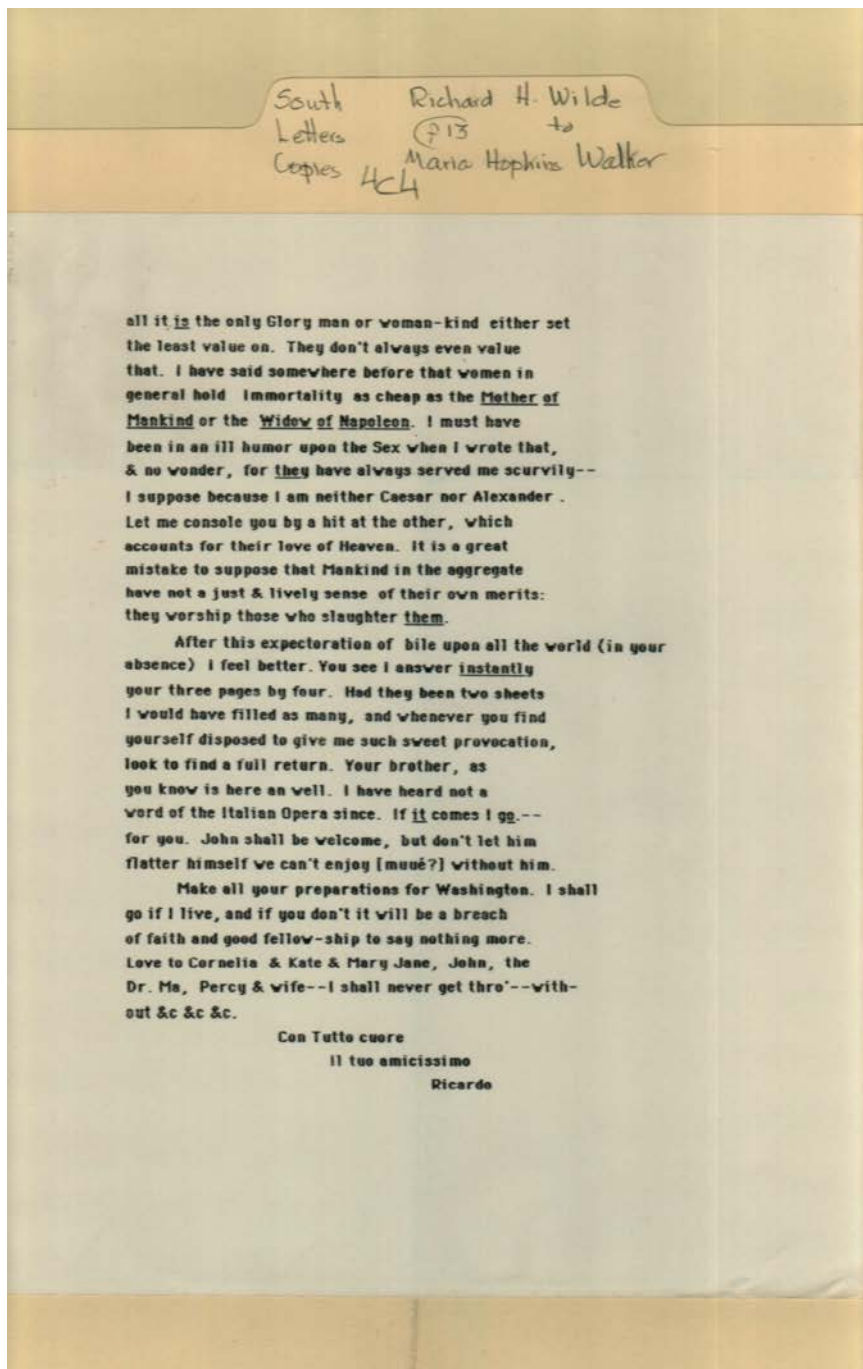 South Richard H. Wilde
Letters (P 13) to
Copies 4C4 Maria Hopkins Walker
all it is the only Glory man or woman-kind either set
the least value on. They don't always even value
that. I have said somewhere before that women in
general hold Immortality as cheap as the Mother of
Mankind or the Widow of Napoleon. I must have
been in an ill humor upon the Sex when I wrote that,
& no wonder, for they have always served me scurvily--
I suppose because I am neither Caesar nor Alexander .
Let me console you by a hit at the other, which
accounts for their love of Heaven. It is a great
mistake to suppose that Mankind in the aggregate
have not a just & lively sense of their own merits:
they worship those who slaughter them.
After this expectoration of bile upon all the world (in your
absence) I feel better. You see I answer instantly
your three pages by four. Had they been two sheets
I would have filled as many, and whenever you find
yourself disposed to give me such sweet provocation,
look to find a full return. Your brother, as
you know is here an well. I have heard not a
word of the Italian Opera since. If it comes I go.--
for you. John shall be welcome, but don't let him
flatter himself we can't enjoy [muué?] without him.
Make all your preparations for Washington. I shall
go if I live, and if you don't it will be a breach
of faith and good fellow-ship to say nothing more.
Love to Cornelia & Kate & Mary Jane, John, the
Dr. Ma, Percy & wife--I shall never get thro'--with-
out &c &c &c.
Con Tutto cuore
Il tuo amicissimo
Ricardo